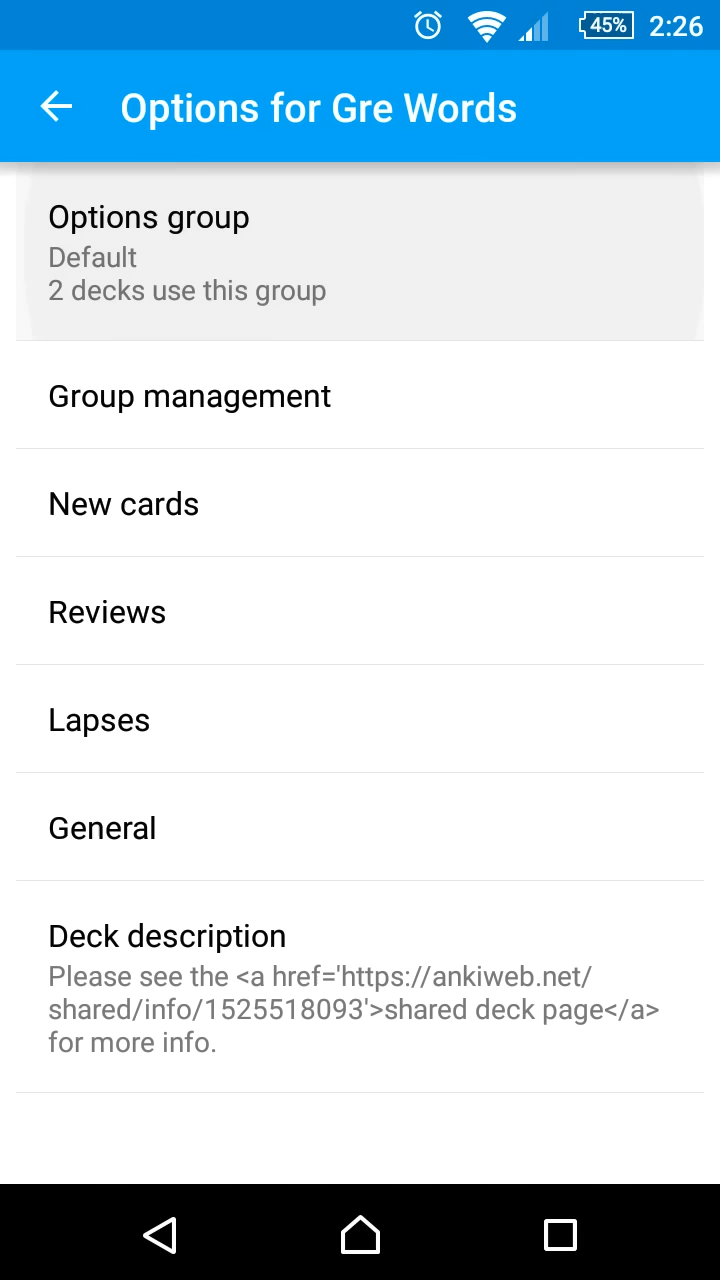 45% 2:26
Options for Gre Words
Options group
Default
2 decks use this group
Group management
New cards
Reviews
Lapses
General
Deck description
Please see the <a href='https://ankiweb.net/
shared/info/1525518093'>shared deck page</a>
for more info.